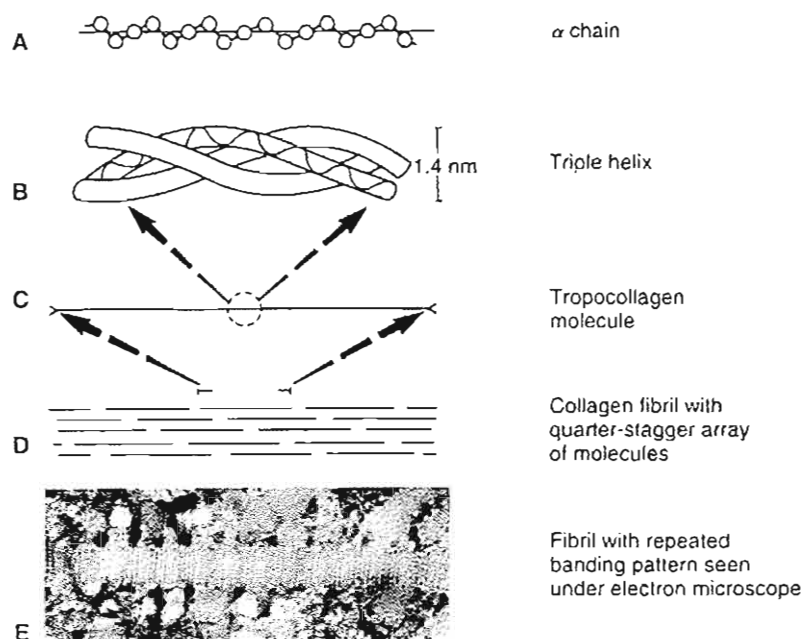 A
α chain
B
1.4 nm
Triple helix
C
Tropocollagen
molecule
D
Collagen fibril with
quarter-stagger array
of molecules
E
Fibril with repeated
banding pattern seen
under electron microscope